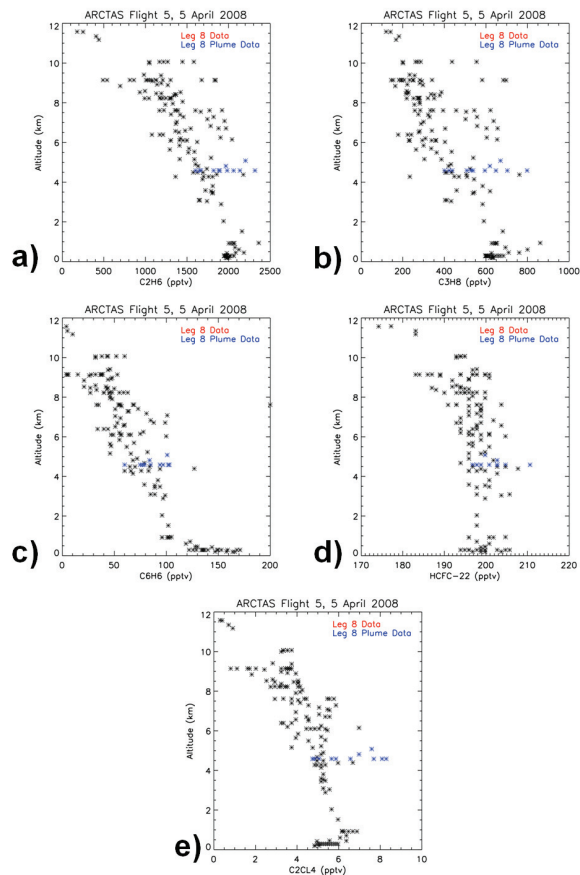 ARCTAS Flight 5, 5 April 2008
Leg 8 Data
Leg 8 Plume Data
12
10
8
6
4
2
0
Altitude (km)
0 500 1000 1500 2000 2500
C2H6 (pptv)
a)
ARCTAS Flight 5, 5 April 2008
Leg 8 Data
Leg 8 Plume Data
12
10
8
6
4
2
0
Altitude (km)
0 200 400 600 800 1000
C3H8 (pptv)
b)
ARCTAS Flight 5, 5 April 2008
Leg 8 Data
Leg 8 Plume Data
12
10
8
6
4
2
0
Altitude (km)
0 50 100 150 200
C6H6 (pptv)
c)
ARCTAS Flight 5, 5 April 2008
Leg 8 Data
Leg 8 Plume Data
12
10
8
6
4
2
0
Altitude (km)
170 180 190 200 210 220
HCFC-22 (pptv)
d)
ARCTAS Flight 5, 5 April 2008
Leg 8 Data
Leg 8 Plume Data
12
10
8
6
4
2
0
Altitude (km)
0 2 4 6 8 10
C2CL4 (pptv)
e)